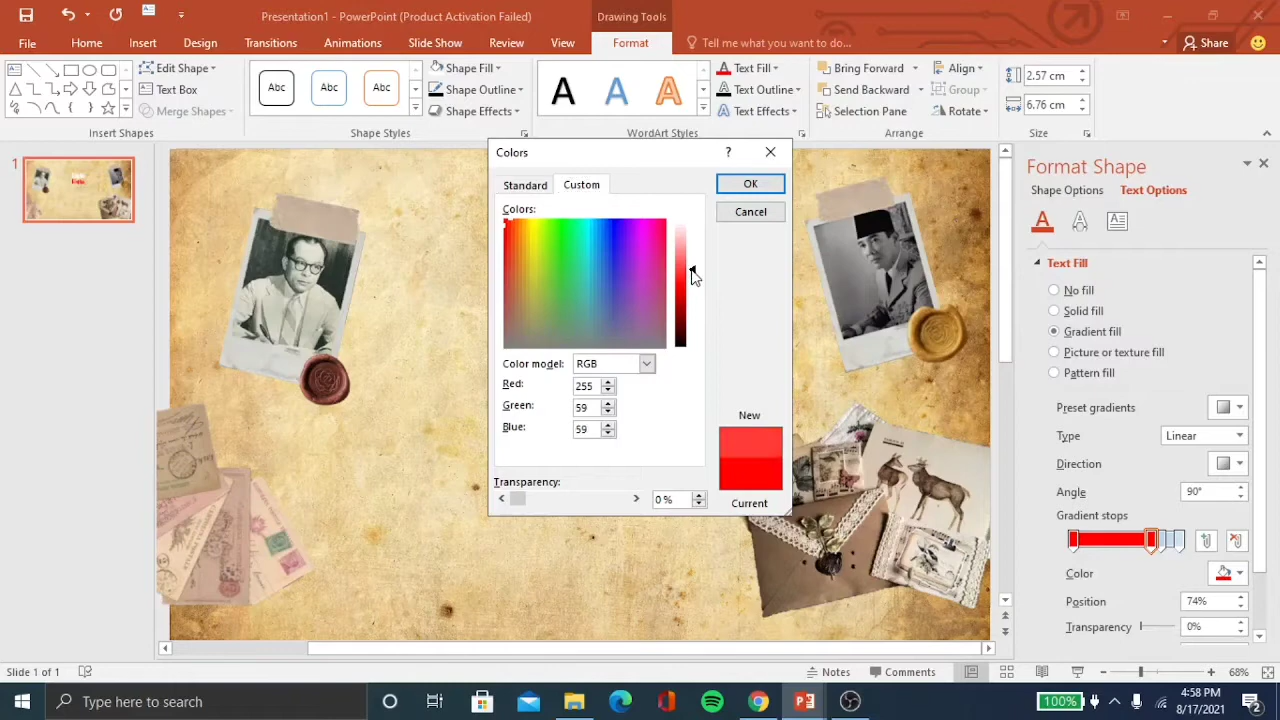 Presentation1 - PowerPoint (Product Activation Failed)
Drawing Tools
File
Home
Insert
Design
Transitions
Animations
Slide Show
Review
View
Format
Tell me what you want to do...
Share
Edit Shape
Text Box
Merge Shapes
Insert Shapes
Abc
Abc
Abc
Shape Fill
Shape Outline
Shape Effects
Shape Styles
A
A
A
Text Fill
Text Outline
Text Effects
WordArt Styles
Bring Forward
Send Backward
Selection Pane
Align
Group
Rotate
Arrange
2.57 cm
6.76 cm
Size
1
Colors
?
Standard
Custom
OK
Cancel
Colors:
Color model:
RGB
Red:
255
Green:
59
Blue:
59
New
Current
Transparency:
0 %
Format Shape
Shape Options
Text Options
Text Fill
No fill
Solid fill
Gradient fill
Picture or texture fill
Pattern fill
Preset gradients
Type
Linear
Direction
Angle
90°
Gradient stops
Color
Position
74%
Transparency
0%
Slide 1 of 1
Notes
Comments
68%
Type here to search
100%
4:58 PM
8/17/2021
2